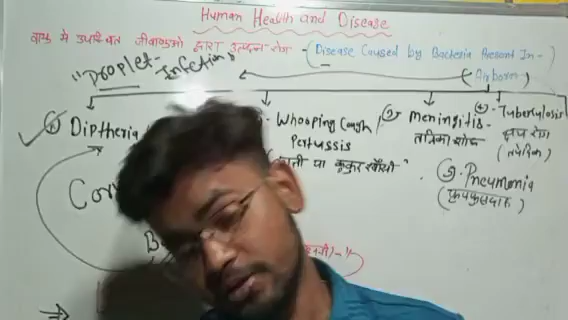 Human Health and Disease
वायु में उपस्थित जीवाणुओं द्वारा उत्पन्न रोग - (Disease Caused by Bacteria Present In -
"Droplet-Infection"
Airborn)
Diptheria
Whooping Cough/
Pertussis
काली या कुकुर खाँसी"
Meningitis -
तानिका शोथ
Tuberculosis
क्षय रोग
(तपेदिक)
Pneumonia
(फुफ्फुसदाह)
Cor